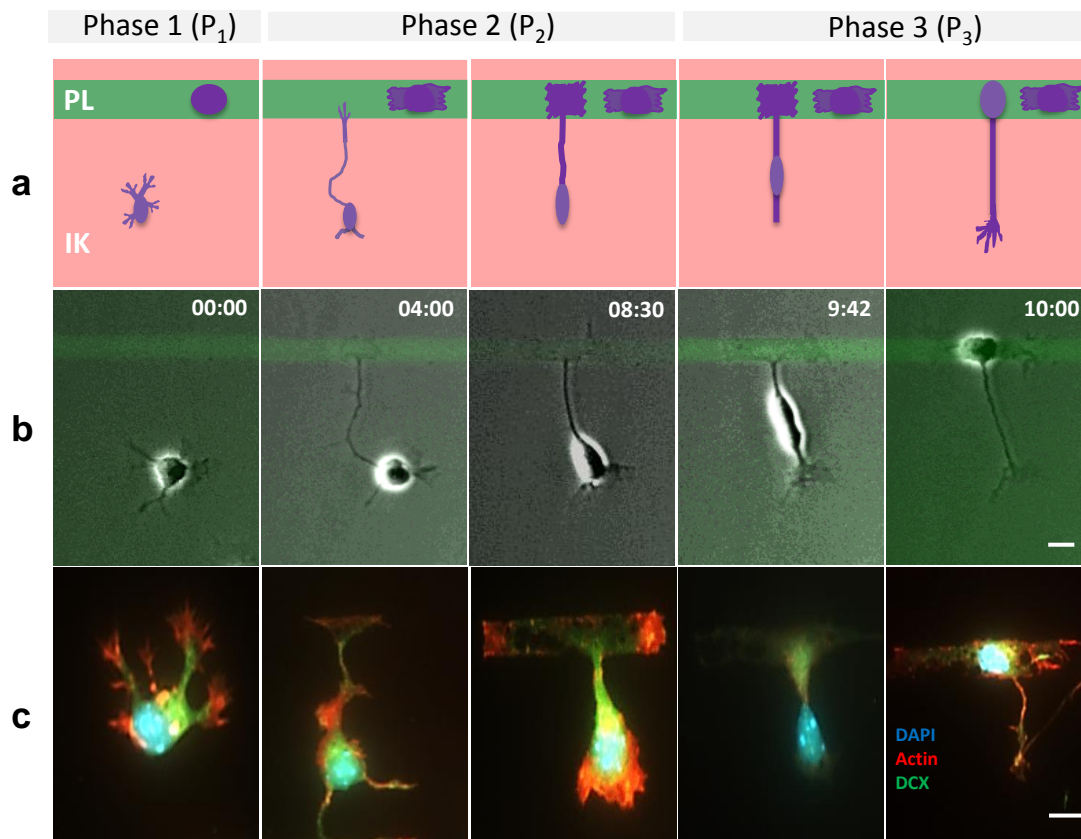 Phase 1 (P₁)
Phase 2 (P₂)
Phase 3 (P₃)
a
PL
IK
b
00:00
04:00
08:30
9:42
10:00
c
DAPI
Actin
DCX